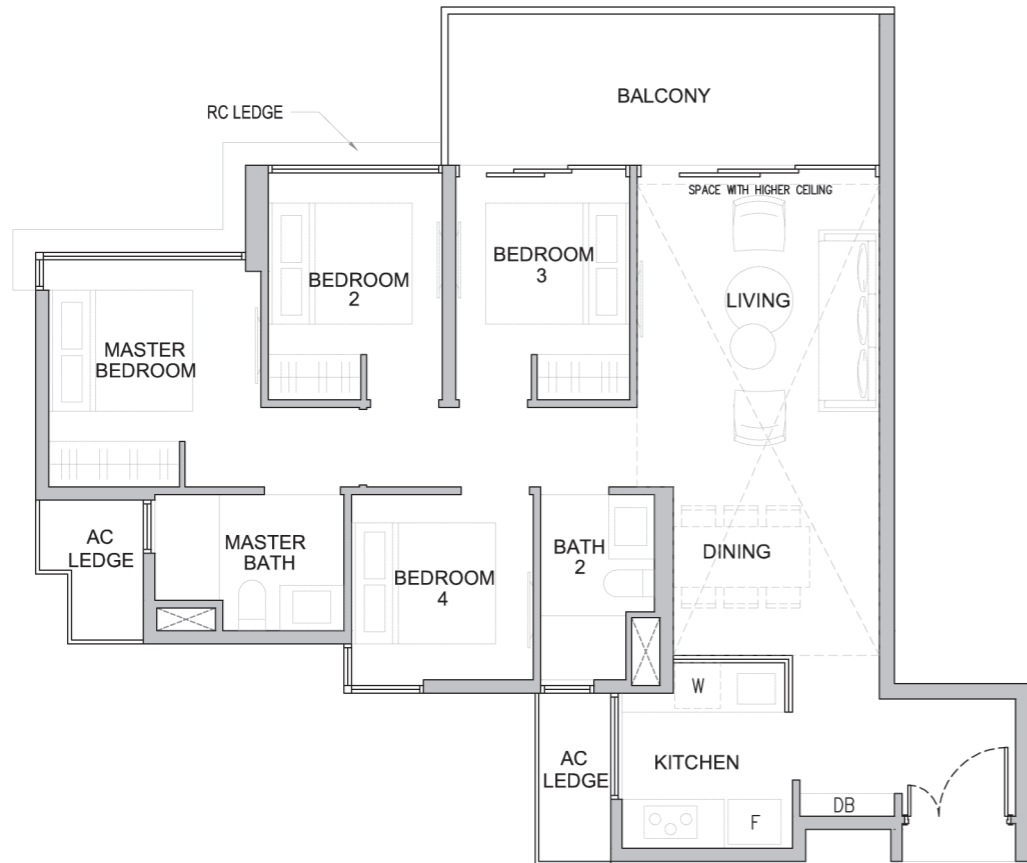 BALCONY
RC LEDGE
SPACE WITH HIGHER CEILING
BEDROOM
2
BEDROOM
3
LIVING
MASTER
BEDROOM
AC
LEDGE
MASTER
BATH
BEDROOM
4
BATH
2
DINING
W
AC
LEDGE
KITCHEN
F
DB